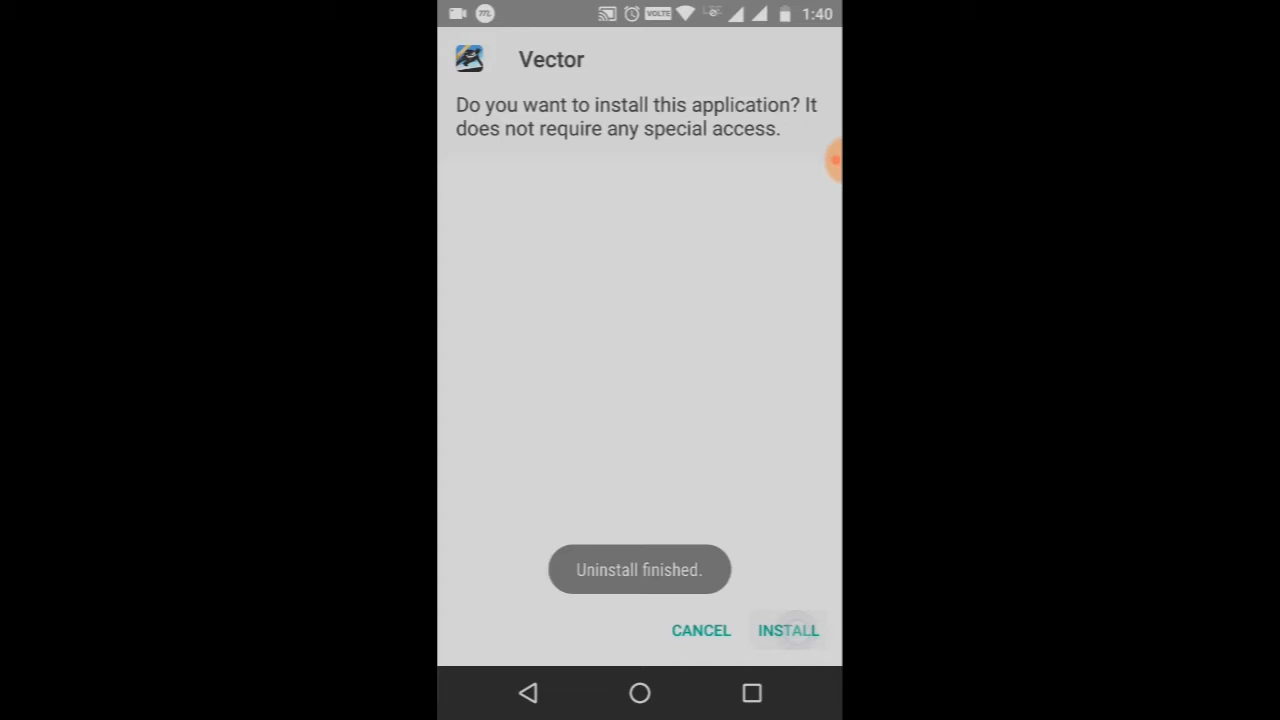 VOLTE 1:40
Vector
Do you want to install this application? It
does not require any special access.
Uninstall finished.
CANCEL INSTALL